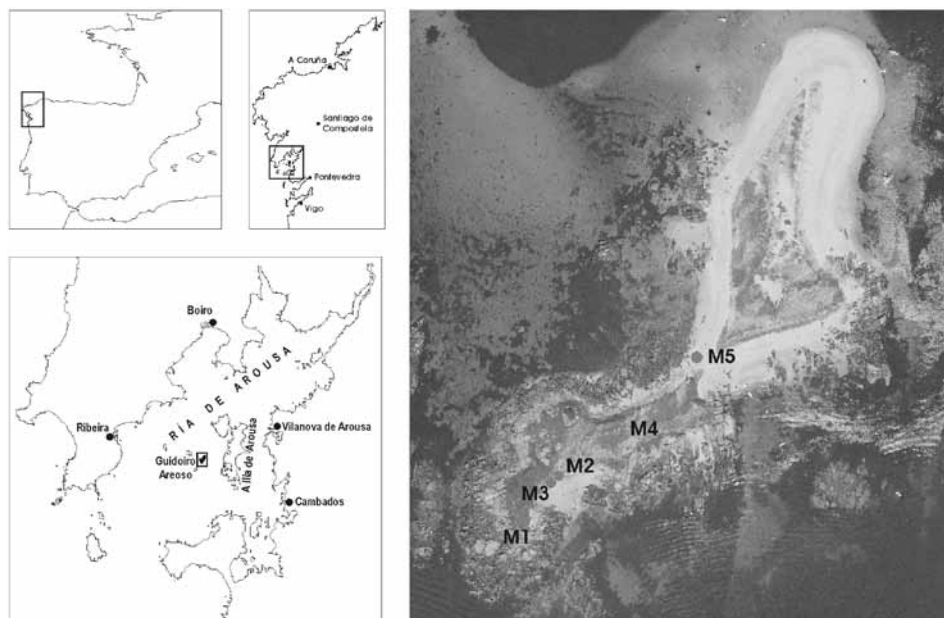 A Coruña
Santiago de
Compostela
Pontevedra
Vigo
Boiro
RÍA DE AROUSA
Ribeira
Vilanova de Arousa
A Illa de Arousa
Guidoiro
Areoso
Cambados
M5
M4
M2
M3
M1